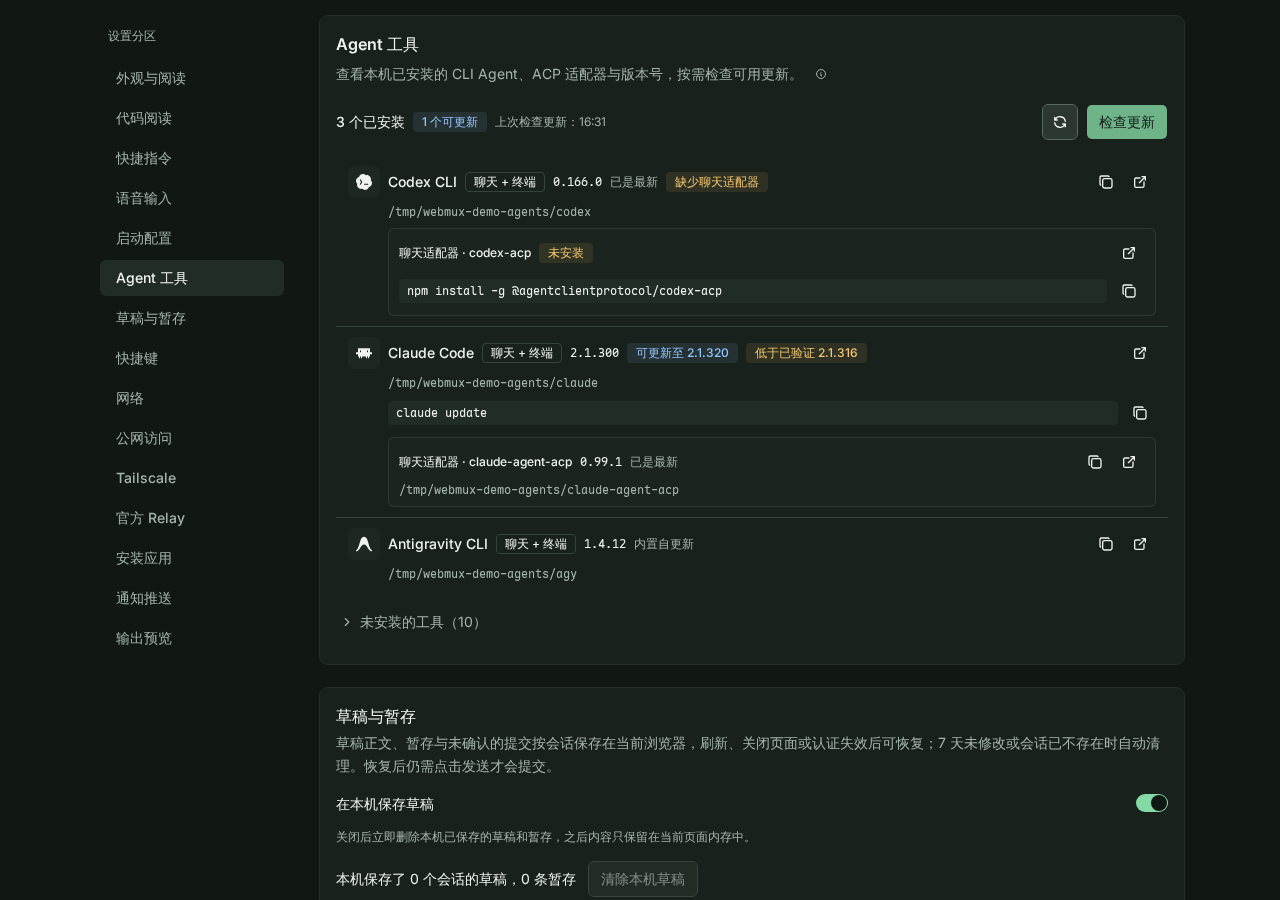 设置分区
外观与阅读
代码阅读
快捷指令
语音输入
启动配置
Agent 工具
草稿与暂存
快捷键
网络
公网访问
Tailscale
官方 Relay
安装应用
通知推送
输出预览
Agent 工具
查看本机已安装的 CLI Agent、ACP 适配器与版本号，按需检查可用更新。
3 个已安装 1 个可更新 上次检查更新：16:31 检查更新
Codex CLI 聊天 + 终端 0.166.0 已是最新 缺少聊天适配器
/tmp/webmux-demo-agents/codex
聊天适配器 · codex-acp 未安装
npm install -g @agentclientprotocol/codex-acp
Claude Code 聊天 + 终端 2.1.300 可更新至 2.1.320 低于已验证 2.1.316
/tmp/webmux-demo-agents/claude
claude update
聊天适配器 · claude-agent-acp 0.99.1 已是最新
/tmp/webmux-demo-agents/claude-agent-acp
Antigravity CLI 聊天 + 终端 1.4.12 内置自更新
/tmp/webmux-demo-agents/agy
未安装的工具（10）
草稿与暂存
草稿正文、暂存与未确认的提交按会话保存在当前浏览器，刷新、关闭页面或认证失效后可恢复；7 天未修改或会话已不存在时自动清
理。恢复后仍需点击发送才会提交。
在本机保存草稿
关闭后立即删除本机已保存的草稿和暂存，之后内容只保留在当前页面内存中。
本机保存了 0 个会话的草稿，0 条暂存 清除本机草稿